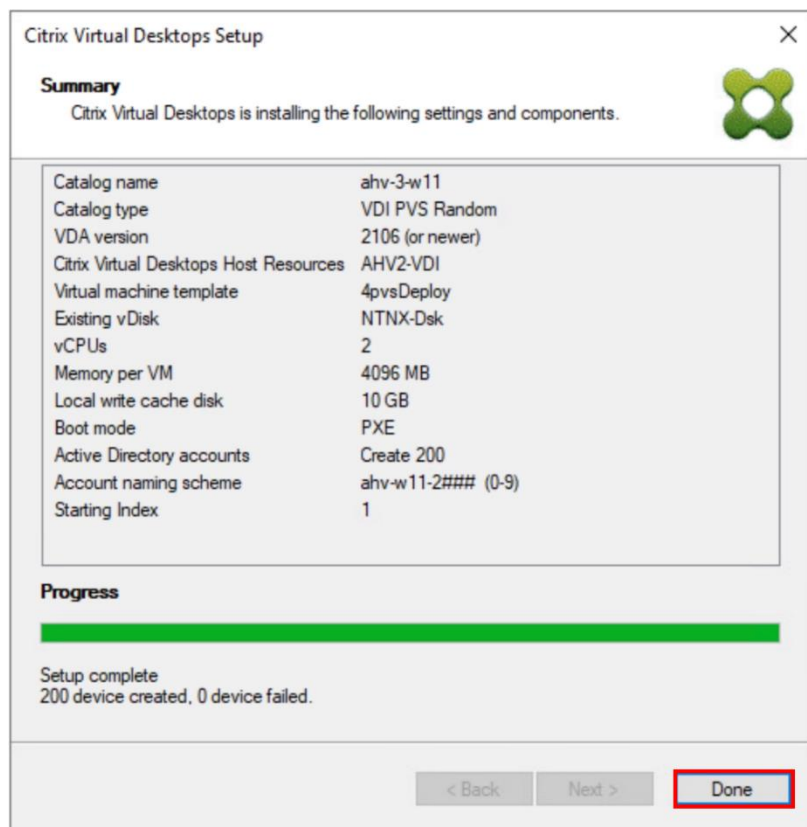 Citrix Virtual Desktops Setup
Summary
Citrix Virtual Desktops is installing the following settings and components.
Catalog name ahv-3-w11
Catalog type VDI PVS Random
VDA version 2106 (or newer)
Citrix Virtual Desktops Host Resources AHV2-VDI
Virtual machine template 4pvsDeploy
Existing vDisk NTNX-Dsk
vCPUs 2
Memory per VM 4096 MB
Local write cache disk 10 GB
Boot mode PXE
Active Directory accounts Create 200
Account naming scheme ahv-w11-2### (0-9)
Starting Index 1
Progress
Setup complete
200 device created, 0 device failed.
< Back Next > Done